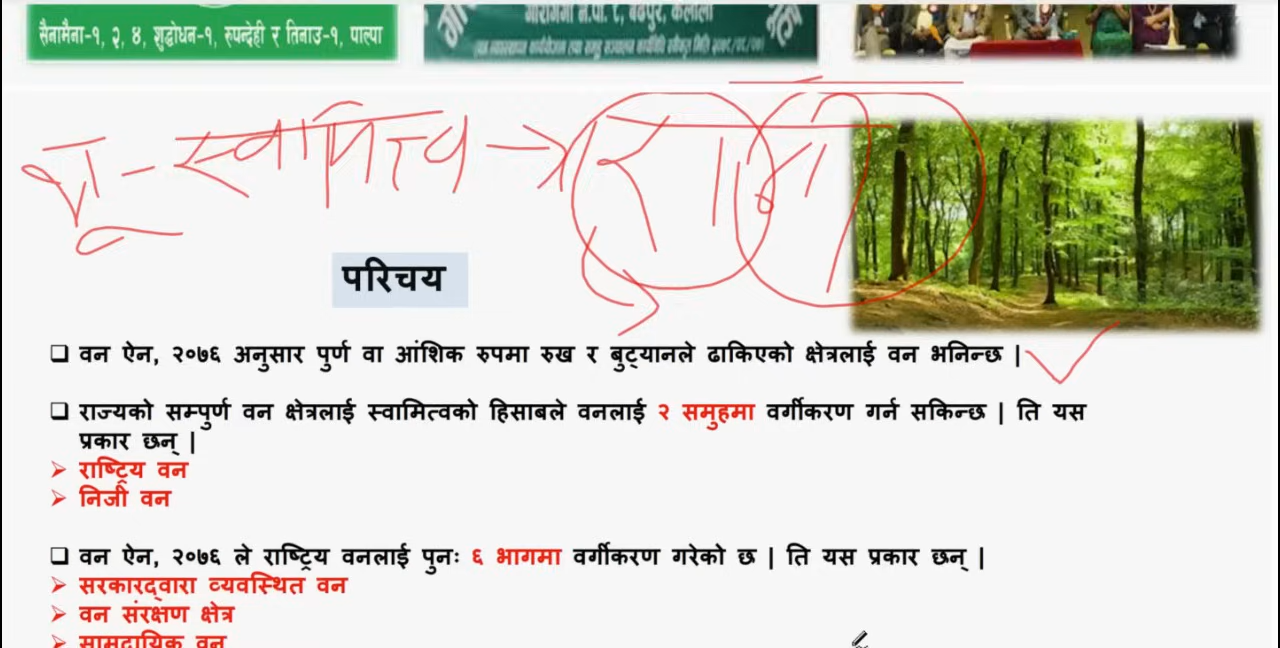 सैनामैना-१, २, ४, शुद्धोधन-१, रुपन्देही र तिनाउ-१, पाल्पा
भू - स्वामित्त्व →
परिचय
❑ वन ऐन, २०७६ अनुसार पुर्ण वा आंशिक रुपमा रुख र बुट्यानले ढाकिएको क्षेत्रलाई वन भनिन्छ |
❑ राज्यको सम्पुर्ण वन क्षेत्रलाई स्वामित्वको हिसाबले वनलाई २ समुहमा वर्गीकरण गर्न सकिन्छ | ति यस
प्रकार छन् |
➢ राष्ट्रिय वन
➢ निजी वन
❑ वन ऐन, २०७६ ले राष्ट्रिय वनलाई पुनः ६ भागमा वर्गीकरण गरेको छ | ति यस प्रकार छन् |
➢ सरकारद्वारा व्यवस्थित वन
➢ वन संरक्षण क्षेत्र
➢ सामुदायिक वन